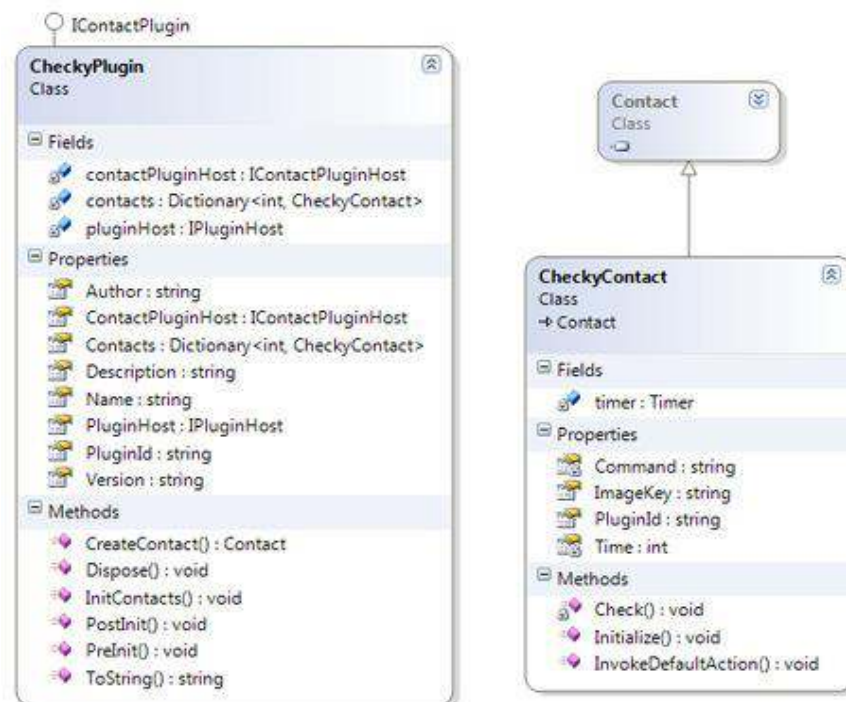 IContactPlugin
CheckyPlugin
Class
Fields
contactPluginHost : IContactPluginHost
contacts : Dictionary<int, CheckyContact>
pluginHost : IPluginHost
Properties
Author : string
ContactPluginHost : IContactPluginHost
Contacts : Dictionary<int, CheckyContact>
Description : string
Name : string
PluginHost : IPluginHost
PluginId : string
Version : string
Methods
CreateContact() : Contact
Dispose() : void
InitContacts() : void
PostInit() : void
PreInit() : void
ToString() : string
Contact
Class
CheckyContact
Class
Contact
Fields
timer : Timer
Properties
Command : string
ImageKey : string
PluginId : string
Time : int
Methods
Check() : void
Initialize() : void
InvokeDefaultAction() : void